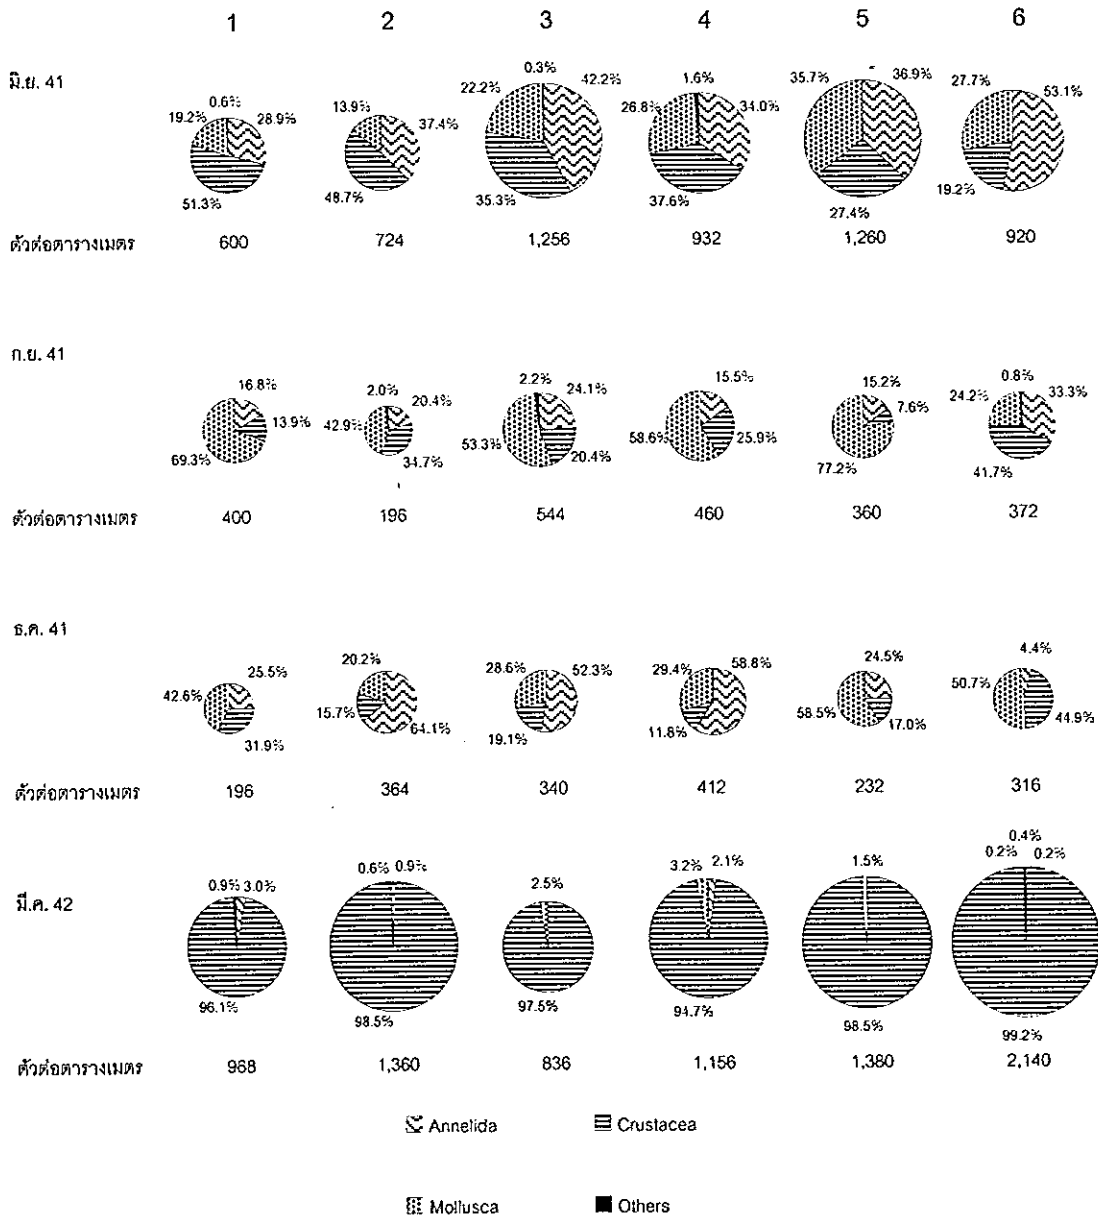 1 2 3 4 5 6
มิ.ย. 41
0.6% 19.2% 28.9% 51.3%
13.9% 37.4% 48.7%
0.3% 22.2% 42.2% 35.3%
1.6% 26.8% 34.0% 37.6%
35.7% 36.9% 27.4%
27.7% 53.1% 19.2%
ตัวต่อตารางเมตร 600 724 1,256 932 1,260 920
ก.ย. 41
16.8% 13.9% 69.3%
2.0% 20.4% 42.9% 34.7%
2.2% 24.1% 53.3% 20.4%
15.5% 58.6% 25.9%
15.2% 7.6% 77.2%
0.8% 24.2% 33.3% 41.7%
ตัวต่อตารางเมตร 400 196 544 460 360 372
ธ.ค. 41
25.5% 42.6% 31.9%
20.2% 15.7% 64.1%
28.6% 52.3% 19.1%
29.4% 58.8% 11.8%
24.5% 58.5% 17.0%
4.4% 50.7% 44.9%
ตัวต่อตารางเมตร 196 364 340 412 232 316
มี.ค. 42
0.9% 3.0% 96.1%
0.6% 0.9% 98.5%
2.5% 97.5%
3.2% 2.1% 94.7%
1.5% 98.5%
0.4% 0.2% 0.2% 99.2%
ตัวต่อตารางเมตร 968 1,360 836 1,156 1,380 2,140
Annelida Crustacea
Mollusca Others